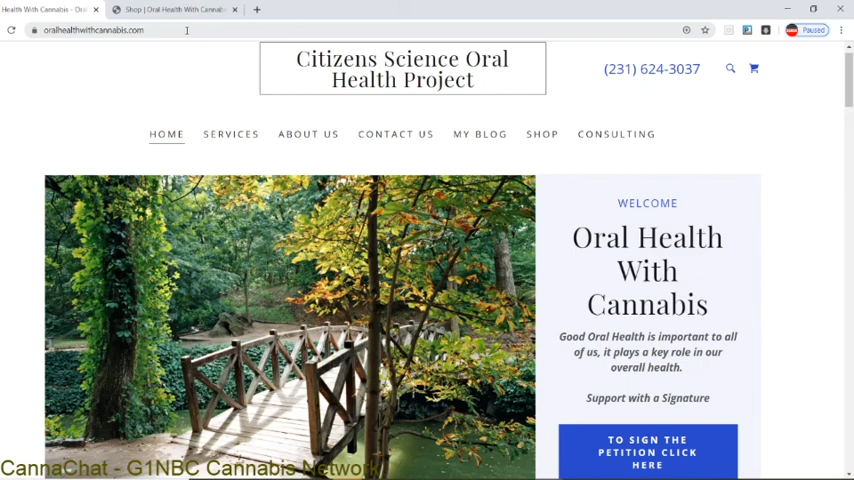 Health With Cannabis - Or
Shop | Oral Health With Cannabi
oralhealthwithcannabis.com
Paused
Citizens Science Oral
Health Project
(231) 624-3037
HOME
SERVICES
ABOUT US
CONTACT US
MY BLOG
SHOP
CONSULTING
WELCOME
Oral Health
With
Cannabis
Good Oral Health is important to all
of us, it plays a key role in our
overall health.
Support with a Signature
TO SIGN THE
PETITION CLICK
HERE
CannaChat - G1NBC Cannabis Network